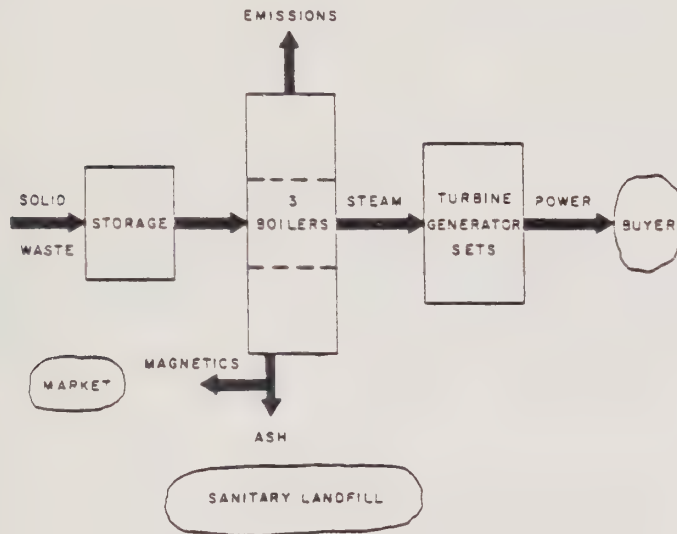 EMISSIONS
SOLID
WASTE
STORAGE
3
BOILERS
STEAM
TURBINE
GENERATOR
SETS
POWER
BUYER
MAGNETICS
MARKET
ASH
SANITARY LANDFILL